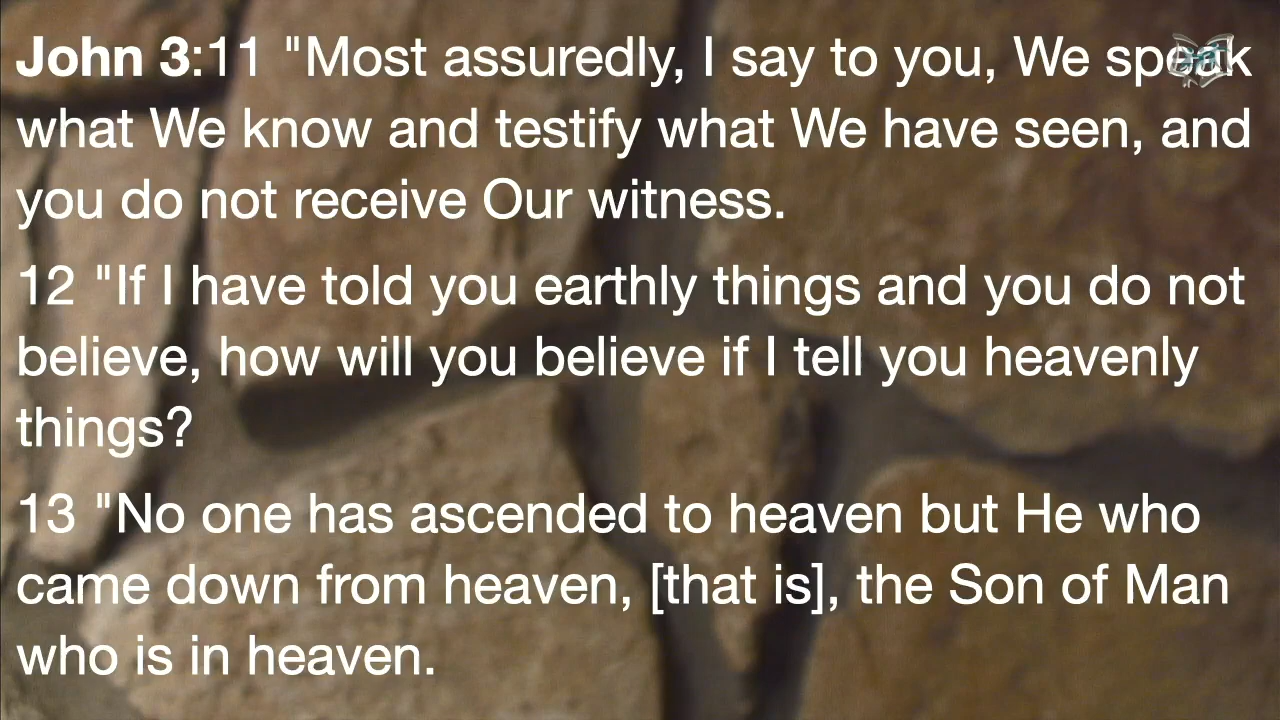 John 3:11 "Most assuredly, I say to you, We speak
what We know and testify what We have seen, and
you do not receive Our witness.
12 "If I have told you earthly things and you do not
believe, how will you believe if I tell you heavenly
things?
13 "No one has ascended to heaven but He who
came down from heaven, [that is], the Son of Man
who is in heaven.